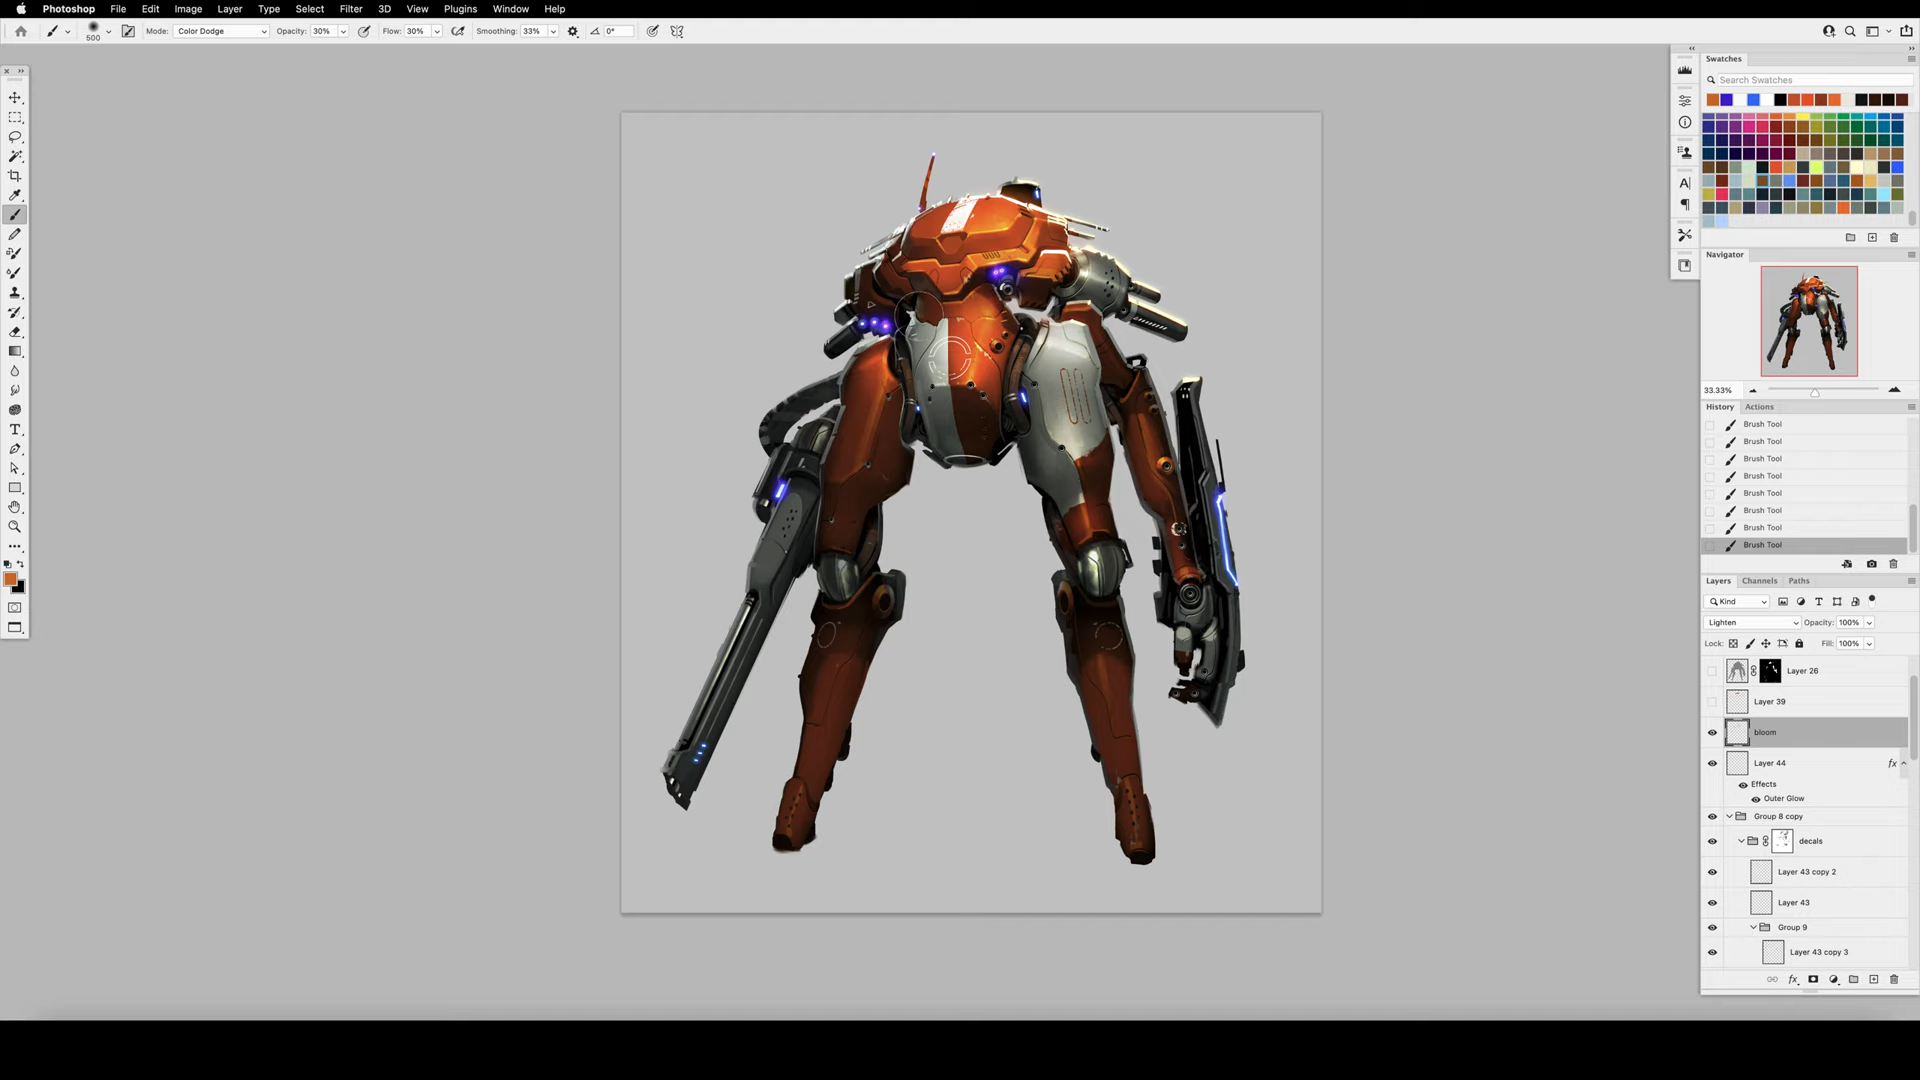 Photoshop File Edit Image Layer Type Select Filter 3D View Plugins Window Help
500 Mode: Color Dodge Opacity: 30% Flow: 30% Smoothing: 33% 0°
Swatches
Search Swatches
Navigator
33.33%
History Actions
Brush Tool
Brush Tool
Brush Tool
Brush Tool
Brush Tool
Brush Tool
Brush Tool
Brush Tool
Layers Channels Paths
Kind
Lighten Opacity: 100%
Lock: Fill: 100%
Layer 26
Layer 39
bloom
Layer 44 fx
Effects
Outer Glow
Group 8 copy
decals
Layer 43 copy 2
Layer 43
Group 9
Layer 43 copy 3
fx